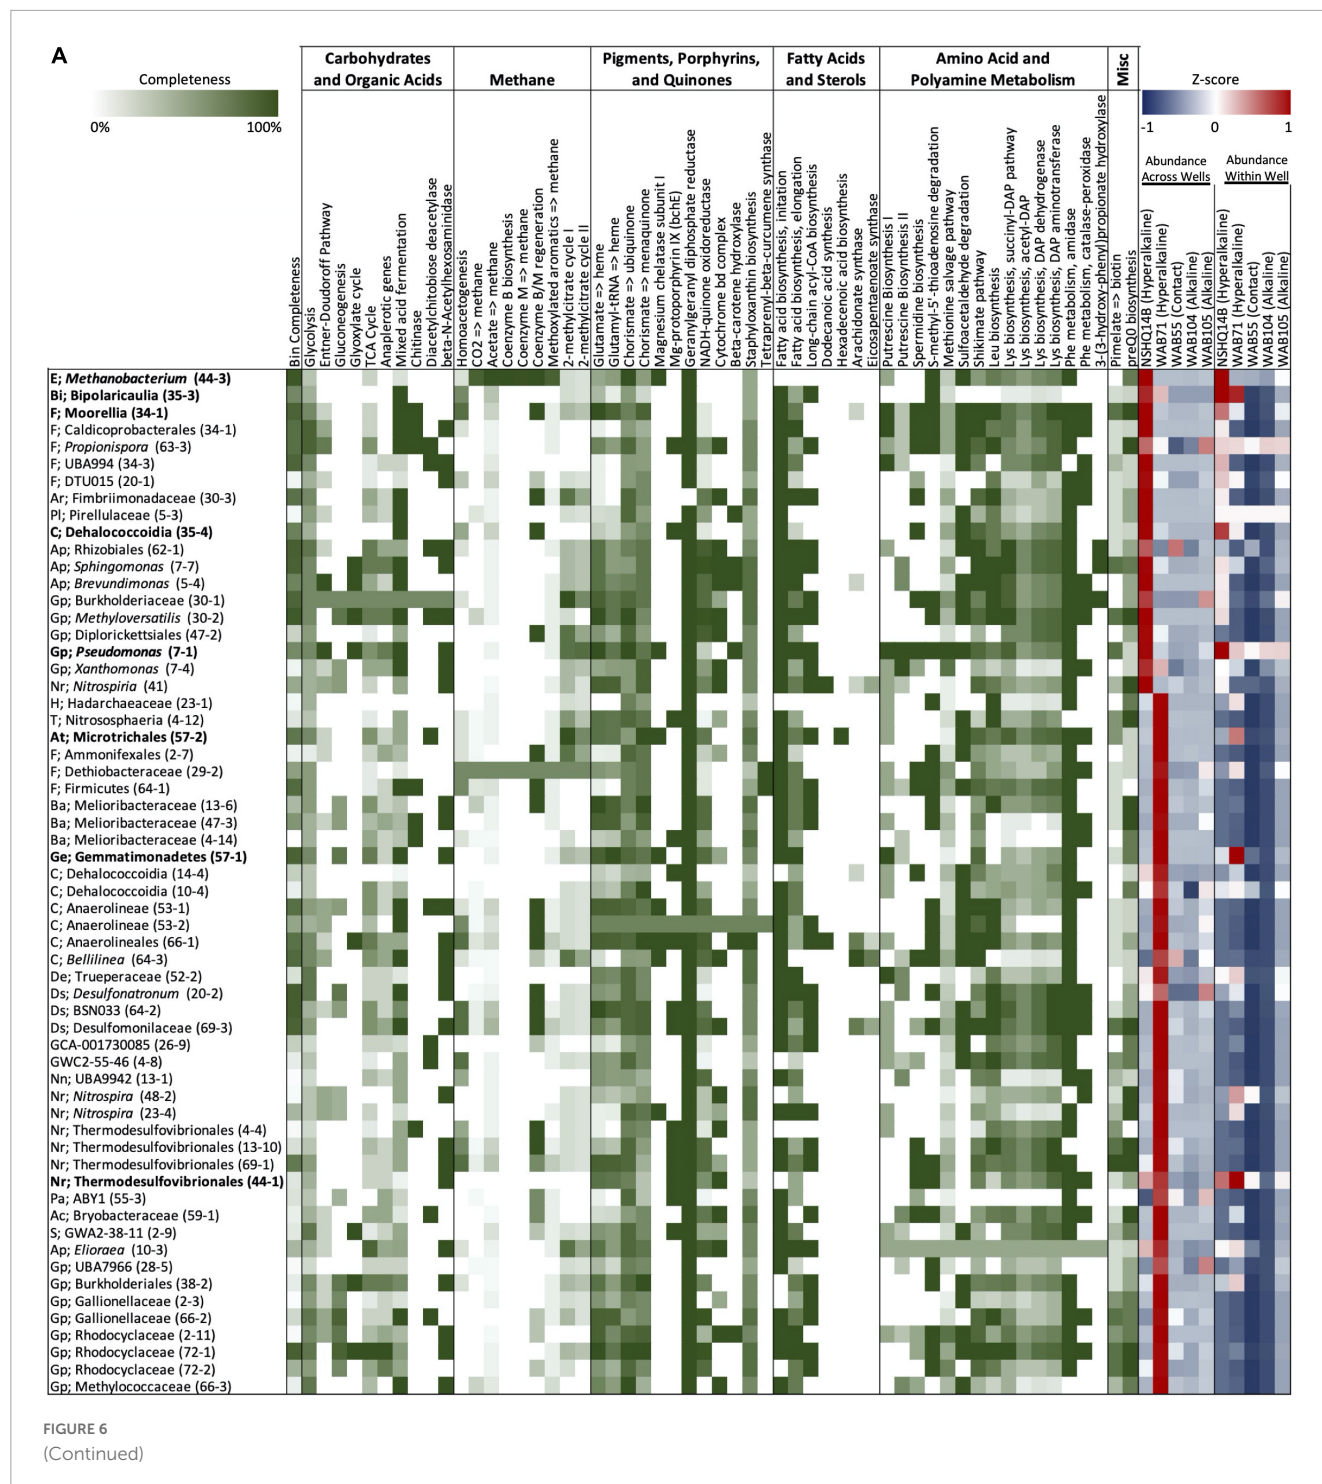 A
Completeness
0%
100%
Carbohydrates
and Organic Acids
Methane
Pigments, Porphyrins,
and Quinones
Fatty Acids
and Sterols
Amino Acid and
Polyamine Metabolism
Misc
Z-score
-1
0
1
Abundance
Across Wells
Abundance
Within Well
Bin Completeness
Glycolysis
Entner-Doudoroff Pathway
Gluconeogenesis
Glyoxylate cycle
TCA Cycle
Anaplerotic genes
Mixed acid fermentation
Chitinase
Diacetylchitobiose deacetylase
beta-N-Acetylhexosaminidase
Homoacetogenesis
CO2 => methane
Acetate => methane
Coenzyme B biosynthesis
Coenzyme M => methane
Coenzyme B/M regeneration
Methoxylated aromatics => methane
2-methylcitrate cycle I
2-methylcitrate cycle II
Glutamate => heme
Glutamyl-tRNA => heme
Chorismate => ubiquinone
Chorismate => menaquinone
Magnesium chelatase subunit I
Mg-protoporphyrin IX (bchE)
Geranylgeranyl diphosphate reductase
NADH-quinone oxidoreductase
Cytochrome bd complex
Beta-carotene hydroxylase
Staphyloxanthin biosynthesis
Tetraprenyl-beta-curcumene synthase
Fatty acid biosynthesis, initation
Fatty acid biosynthesis, elongation
Long-chain acyl-CoA biosynthesis
Dodecanoic acid synthesis
Hexadecenoic acid biosynthesis
Arachidonate synthase
Eicosapentaenoate synthase
Putrescine Biosynthesis I
Putrescine Biosynthesis II
Spermidine biosynthesis
S-methyl-5'-thioadenosine degradation
Methionine salvage pathway
Sulfoacetaldehyde degradation
Shikimate pathway
Leu biosynthesis
Lys biosynthesis, succinyl-DAP pathway
Lys biosynthesis, acetyl-DAP
Lys biosynthesis, DAP dehydrogenase
Lys biosynthesis, DAP aminotransferase
Phe metabolism, amidase
Phe metabolism, catalase-peroxidase
3-(3-hydroxy-phenyl)propionate hydroxylase
Pimelate => biotin
preQ0 biosynthesis
NSHQ14B (Hyperalkaline)
WAB71 (Hyperalkaline)
WAB55 (Contact)
WAB104 (Alkaline)
WAB105 (Alkaline)
NSHQ14B (Hyperalkaline)
WAB71 (Hyperalkaline)
WAB55 (Contact)
WAB104 (Alkaline)
WAB105 (Alkaline)
E; Methanobacterium (44-3)
Bi; Bipolaricaulia (35-3)
F; Moorellia (34-1)
F; Caldicoprobacterales (34-1)
F; Propionispora (63-3)
F; UBA994 (34-3)
F; DTU015 (20-1)
Ar; Fimbriimonadaceae (30-3)
Pl; Pirellulaceae (5-3)
C; Dehalococcoidia (35-4)
Ap; Rhizobiales (62-1)
Ap; Sphingomonas (7-7)
Ap; Brevundimonas (5-4)
Gp; Burkholderiaceae (30-1)
Gp; Methyloversatilis (30-2)
Gp; Diplorickettsiales (47-2)
Gp; Pseudomonas (7-1)
Gp; Xanthomonas (7-4)
Nr; Nitrospiria (41)
H; Hadarchaeaceae (23-1)
T; Nitrososphaeria (4-12)
At; Microtrichales (57-2)
F; Ammonifexales (2-7)
F; Dethiobacteraceae (29-2)
F; Firmicutes (64-1)
Ba; Melioribacteraceae (13-6)
Ba; Melioribacteraceae (47-3)
Ba; Melioribacteraceae (4-14)
Ge; Gemmatimonadetes (57-1)
C; Dehalococcoidia (14-4)
C; Dehalococcoidia (10-4)
C; Anaerolineae (53-1)
C; Anaerolineae (53-2)
C; Anaerolineales (66-1)
C; Bellilinea (64-3)
De; Trueperaceae (52-2)
Ds; Desulfonatronum (20-2)
Ds; BSN033 (64-2)
Ds; Desulfomonilaceae (69-3)
GCA-001730085 (26-9)
GWC2-55-46 (4-8)
Nn; UBA9942 (13-1)
Nr; Nitrospira (48-2)
Nr; Nitrospira (23-4)
Nr; Thermodesulfovibrionales (4-4)
Nr; Thermodesulfovibrionales (13-10)
Nr; Thermodesulfovibrionales (69-1)
Nr; Thermodesulfovibrionales (44-1)
Pa; ABY1 (55-3)
Ac; Bryobacteraceae (59-1)
S; GWA2-38-11 (2-9)
Ap; Elioraea (10-3)
Gp; UBA7966 (28-5)
Gp; Burkholderiales (38-2)
Gp; Gallionellaceae (2-3)
Gp; Gallionellaceae (66-2)
Gp; Rhodocyclaceae (2-11)
Gp; Rhodocyclaceae (72-1)
Gp; Rhodocyclaceae (72-2)
Gp; Methylococcaceae (66-3)
FIGURE 6
(Continued)